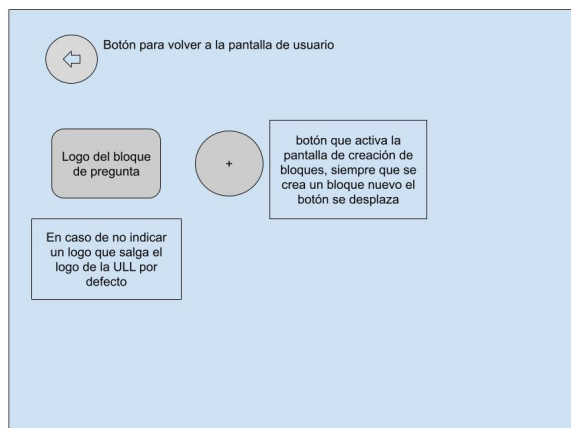 Botón para volver a la pantalla de usuario
Logo del bloque
de pregunta
+
botón que activa la
pantalla de creación de
bloques, siempre que se
crea un bloque nuevo el
botón se desplaza
En caso de no indicar
un logo que salga el
logo de la ULL por
defecto